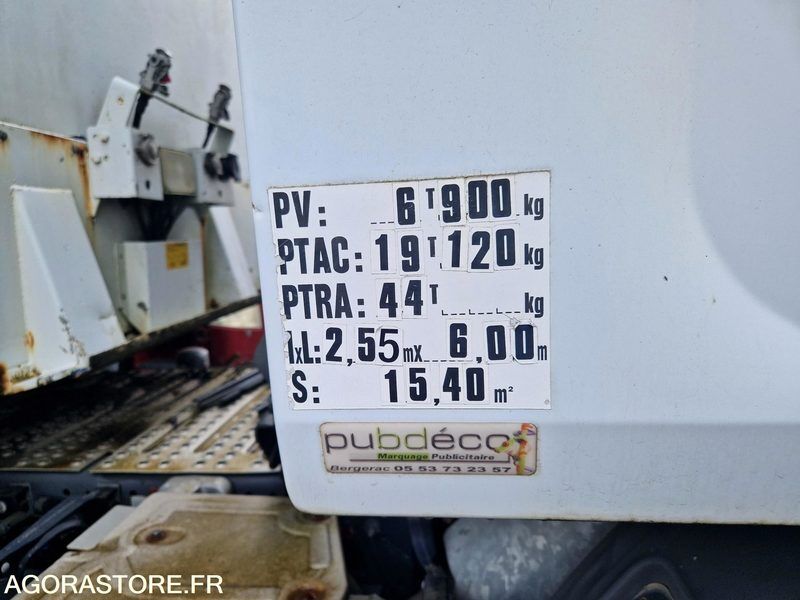 PV: 6 T 900 kg
PTAC: 19 T 120 kg
PTRA: 44 T kg
lxL: 2,55 mx 6,00 m
S: 15,40 m²
pubdéco
Marquage Publicitaire
Bergerac 05 53 73 23 57
AGORASTORE.FR